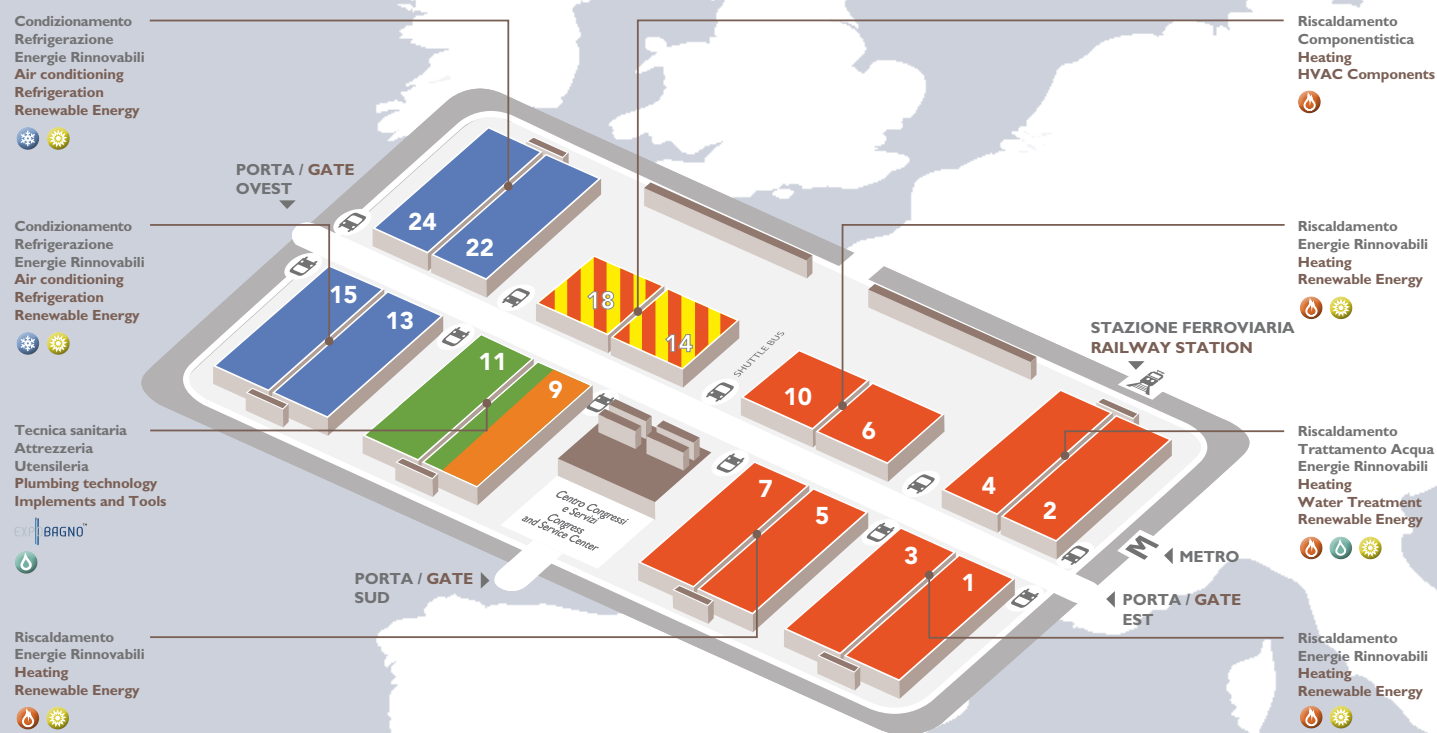 Condizionamento
Refrigerazione
Energie Rinnovabili
Air conditioning
Refrigeration
Renewable Energy
Riscaldamento
Componentistica
Heating
HVAC Components
PORTA / GATE
OVEST
24
22
Condizionamento
Refrigerazione
Energie Rinnovabili
Air conditioning
Refrigeration
Renewable Energy
15
13
18
14
Riscaldamento
Energie Rinnovabili
Heating
Renewable Energy
SHUTTLE BUS
STAZIONE FERROVIARIA
RAILWAY STATION
11
9
10
6
Tecnica sanitaria
Attrezzeria
Utensileria
Plumbing technology
Implements and Tools
EXPOBAGNO™
Centro Congressi
e Servizi
Congress
and Service Center
7
5
4
2
Riscaldamento
Trattamento Acqua
Energie Rinnovabili
Heating
Water Treatment
Renewable Energy
3
1
M
METRO
PORTA / GATE
SUD
PORTA / GATE
EST
Riscaldamento
Energie Rinnovabili
Heating
Renewable Energy
Riscaldamento
Energie Rinnovabili
Heating
Renewable Energy